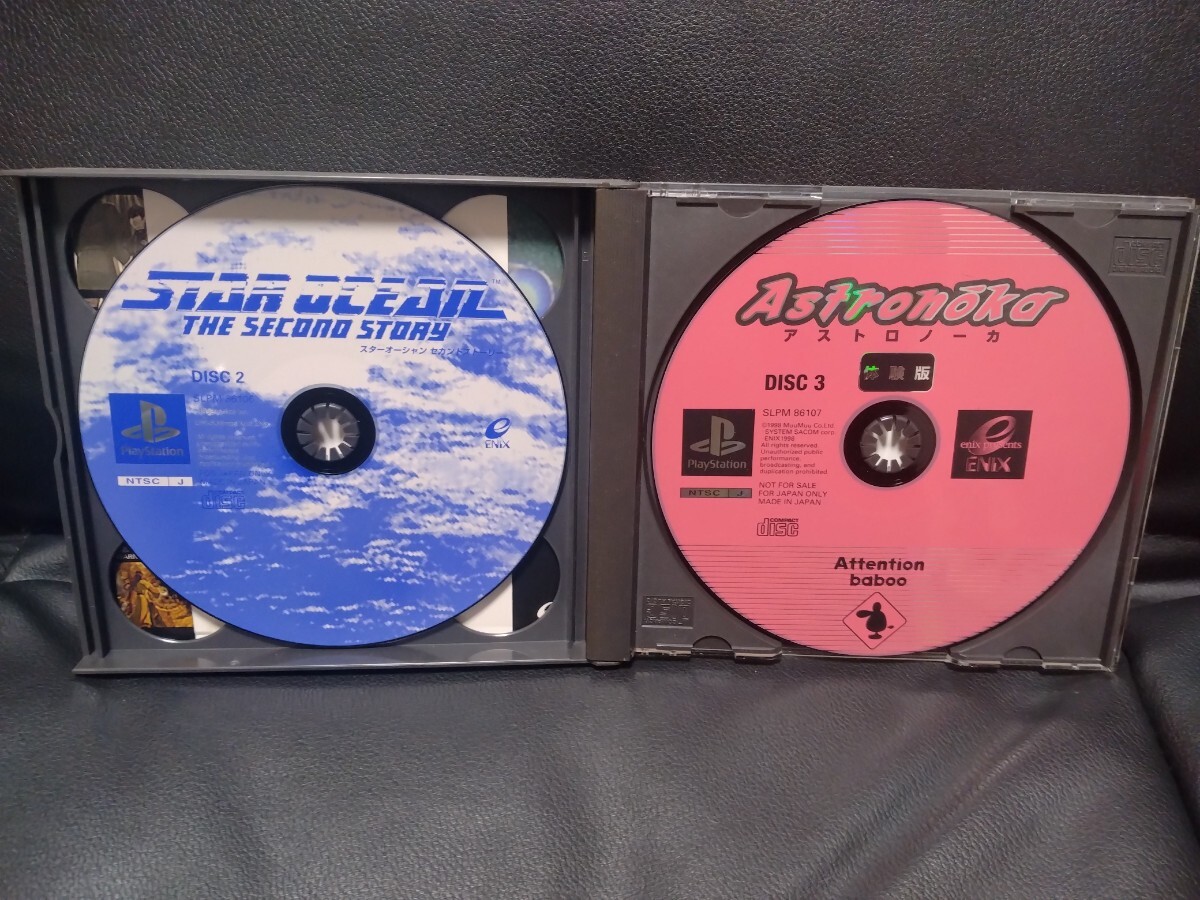 STAR OCEAN™
THE SECOND STORY
スターオーシャン セカンドストーリー
DISC 2
PlayStation
NTSC J
ENIX
Astronōka
アストロノーカ
DISC 3
体験版
SLPM 86107
©1998 MuuMuu Co.Ltd.
SYSTEM SACOM corp.
ENIX1998
All rights reserved.
Unauthorized public
performance,
broadcasting, and
duplication prohibited.
PlayStation
NTSC J
NOT FOR SALE
FOR JAPAN ONLY
MADE IN JAPAN
enix presents
ENIX
COMPACT
disc
Attention
baboo